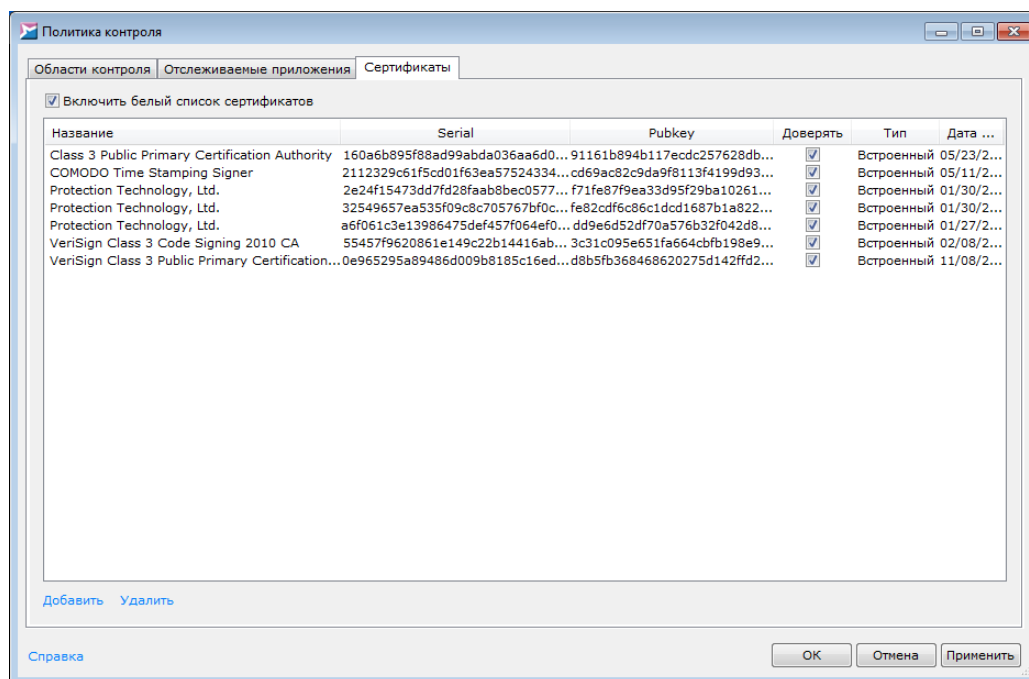 Политика контроля
Области контроля Отслеживаемые приложения Сертификаты
Включить белый список сертификатов
Название Serial Pubkey Доверять Тип Дата ...
Class 3 Public Primary Certification Authority 160a6b895f88ad99abda036aa6d0... 91161b894b117ecdc257628db... Встроенный 05/23/2...
COMODO Time Stamping Signer 2112329c61f5cd01f63ea57524334... cd69ac82c9da9f8113f4199d93... Встроенный 05/11/2...
Protection Technology, Ltd. 2e24f15473dd7fd28faab8bec0577... f71fe87f9ea33d95f29ba10261... Встроенный 01/30/2...
Protection Technology, Ltd. 32549657ea535f09c8c705767bf0c... fe82cdf6c86c1dcd1687b1a822... Встроенный 01/30/2...
Protection Technology, Ltd. a6f061c3e13986475def457f064ef0... dd9e6d52df70a576b32f042d8... Встроенный 01/27/2...
VeriSign Class 3 Code Signing 2010 CA 55457f9620861e149c22b14416ab... 3c31c095e651fa664cbfb198e9... Встроенный 02/08/2...
VeriSign Class 3 Public Primary Certification... 0e965295a89486d009b8185c16ed... d8b5fb368468620275d142ffd2... Встроенный 11/08/2...
Добавить Удалить
Справка ОК Отмена Применить